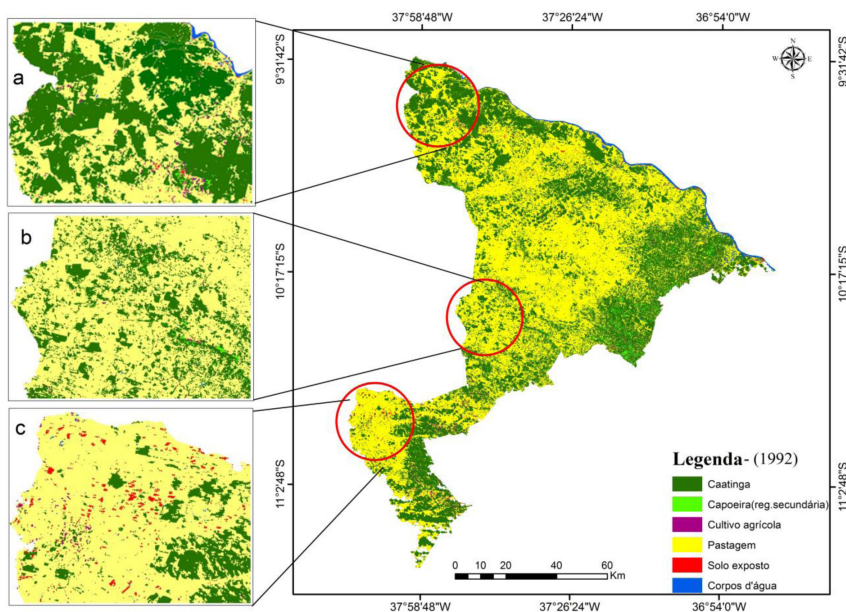 37°58'48"W 37°26'24"W 36°54'0"W
9°31'42"S 9°31'42"S
N
W E
S
a
b
c
10°17'15"S 10°17'15"S
11°2'48"S 11°2'48"S
Legenda- (1992)
Caatinga
Capoeira(reg.secundária)
Cultivo agrícola
Pastagem
Solo exposto
Corpos d'água
0 10 20 40 60
Km
37°58'48"W 37°26'24"W 36°54'0"W